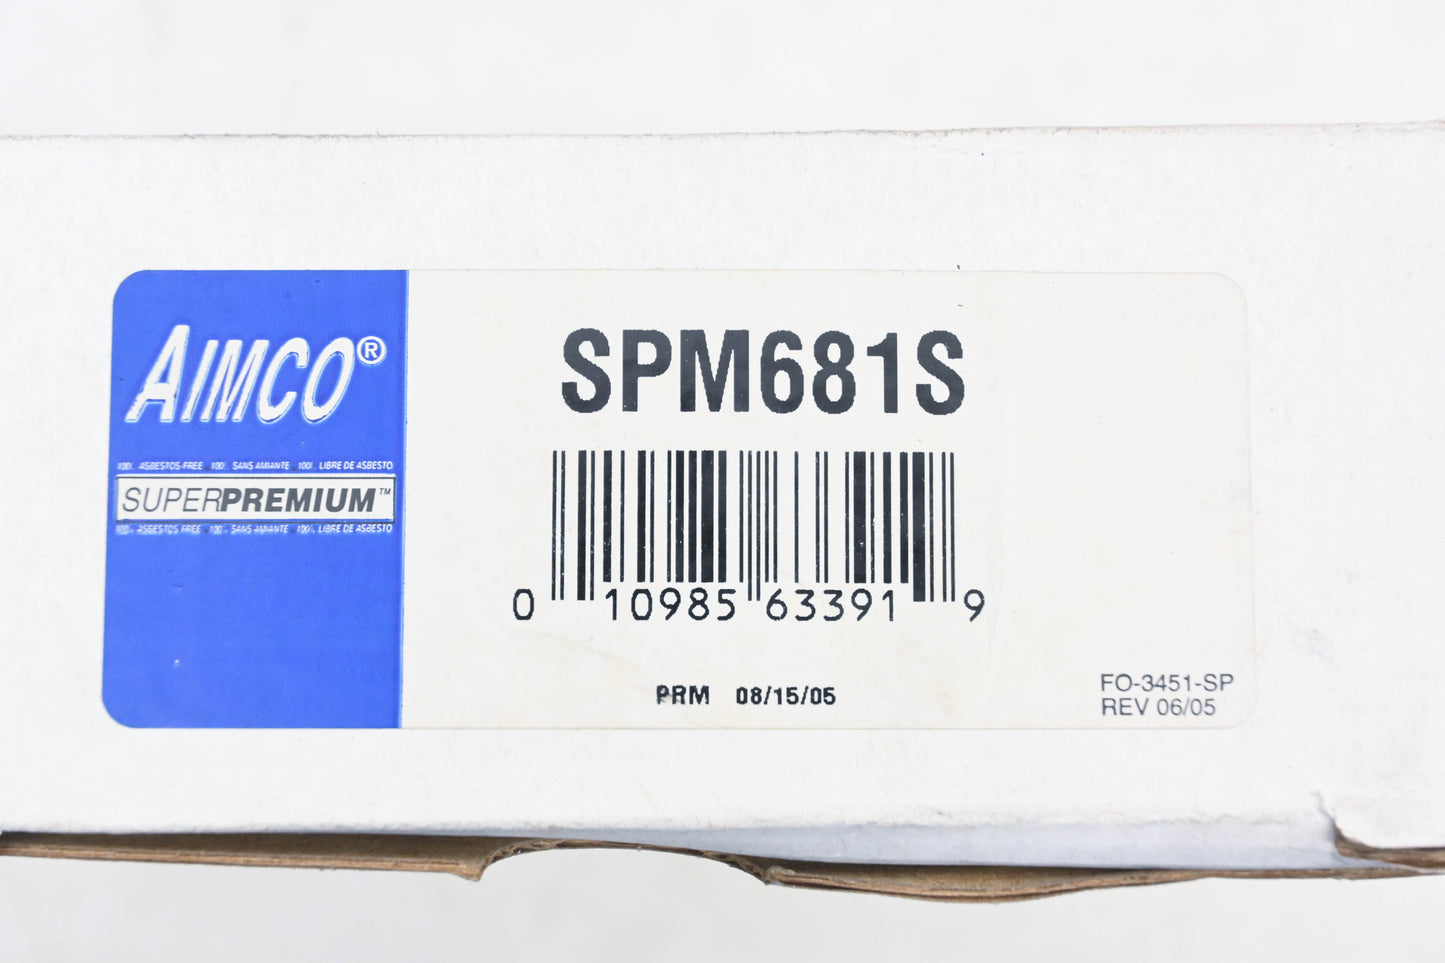 AIMCO®
100% ASBESTOS-FREE 100% SANS AMIANTE 100% LIBRE DE ASBESTO
SUPERPREMIUM™
100% ASBESTOS FREE 100% SANS AMIANTE 100% LIBRE DE ASBESTO
SPM681S
0 10985 63391 9
PRM 08/15/05
FO-3451-SP
REV 06/05